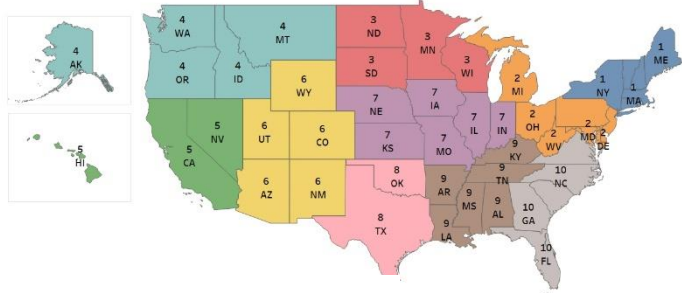 4
WA
4
MT
3
ND
3
MN
1
ME
4
AK
4
OR
4
ID
3
SD
3
WI
2
MI
1
NY
1
MA
6
WY
7
IA
7
NE
7
IL
7
IN
2
OH
2
MD
2
DE
2
WV
5
HI
5
NV
5
CA
6
UT
6
CO
7
KS
7
MO
9
KY
9
TN
10
NC
6
AZ
6
NM
8
OK
9
AR
9
MS
9
AL
10
GA
8
TX
9
LA
10
FL